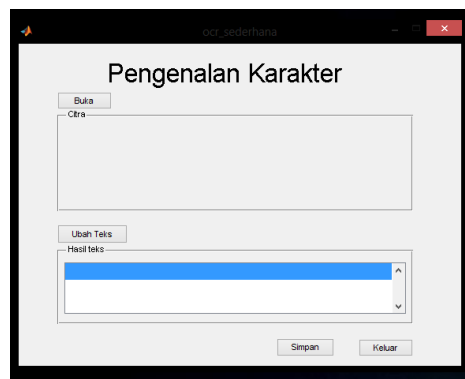 ocr_sederhana
Pengenalan Karakter
Buka
Citra
Ubah Teks
Hasil teks
Simpan
Keluar